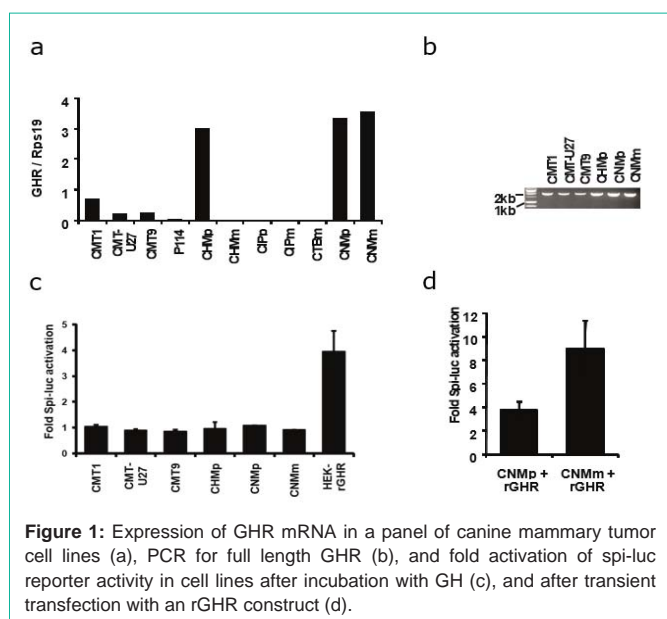 a
GHR / Rps19
4
3
2
1
0
CMT1
CMT-
U27
CMT9
P114
CHMp
CHMm
CIPp
CIPm
CTBm
CNMp
CNMm
b
CMT1
CMT-U27
CMT9
CHMp
CNMp
CNMm
2kb
1kb
c
Fold Spi-luc activation
5
4
3
2
1
0
CMT1
CMT-
U27
CMT9
CHMp
CNMp
CNMm
HEK-
rGHR
d
Fold Spi-luc activation
12
10
8
6
4
2
0
CNMp +
rGHR
CNMm +
rGHR
Figure 1: Expression of GHR mRNA in a panel of canine mammary tumor
cell lines (a), PCR for full length GHR (b), and fold activation of spi-luc
reporter activity in cell lines after incubation with GH (c), and after transient
transfection with an rGHR construct (d).